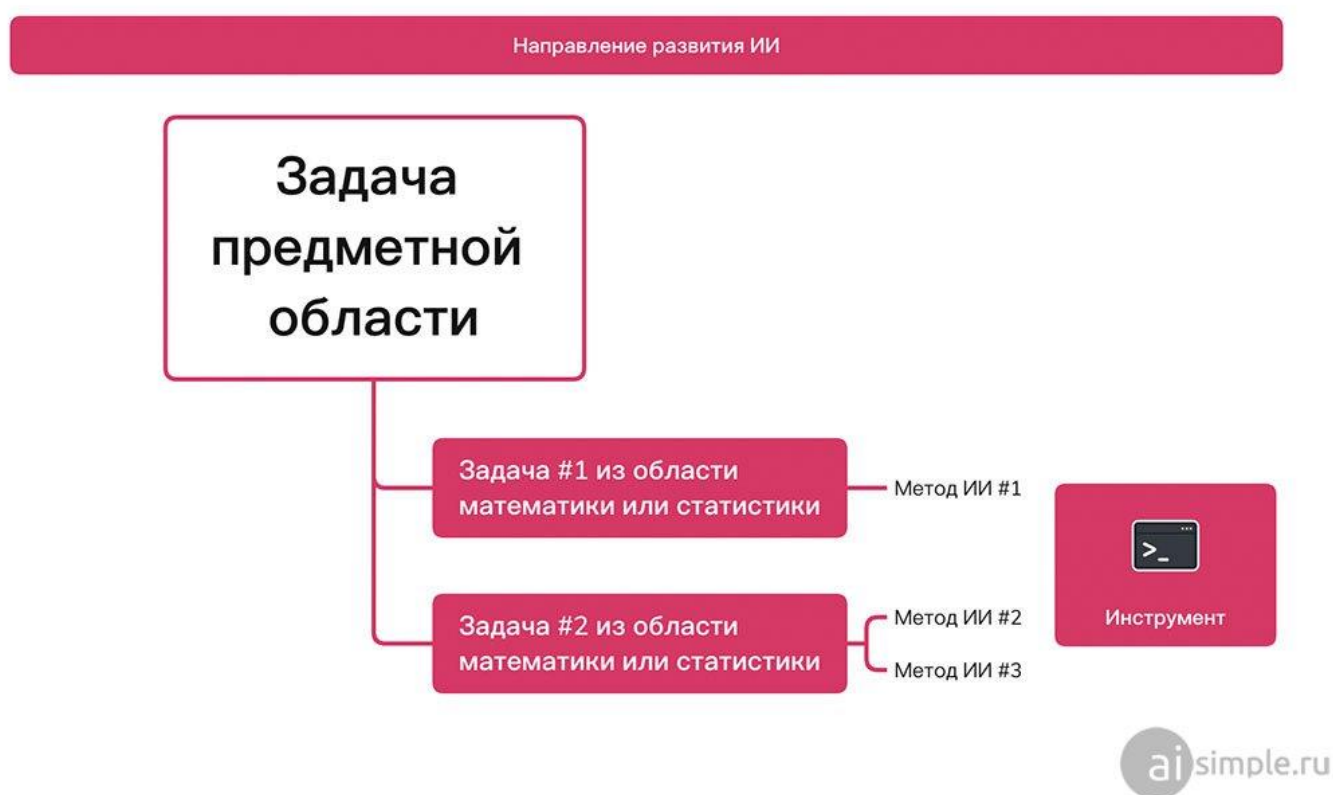 Направление развития ИИ
Задача
предметной
области
Задача #1 из области
математики или статистики
Метод ИИ #1
>_
Инструмент
Задача #2 из области
математики или статистики
Метод ИИ #2
Метод ИИ #3
aisimple.ru